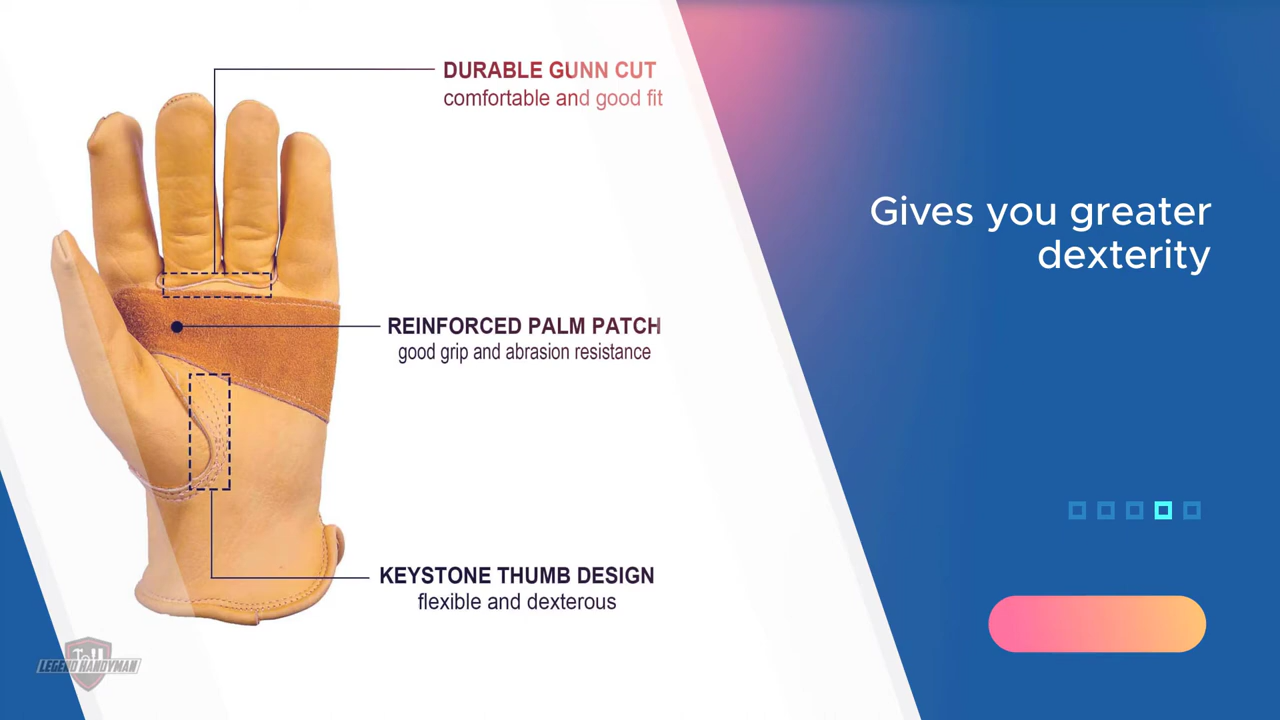 DURABLE GUNN CUT
comfortable and good fit
Gives you greater
dexterity
REINFORCED PALM PATCH
good grip and abrasion resistance
KEYSTONE THUMB DESIGN
flexible and dexterous
LEGEND HANDYMAN